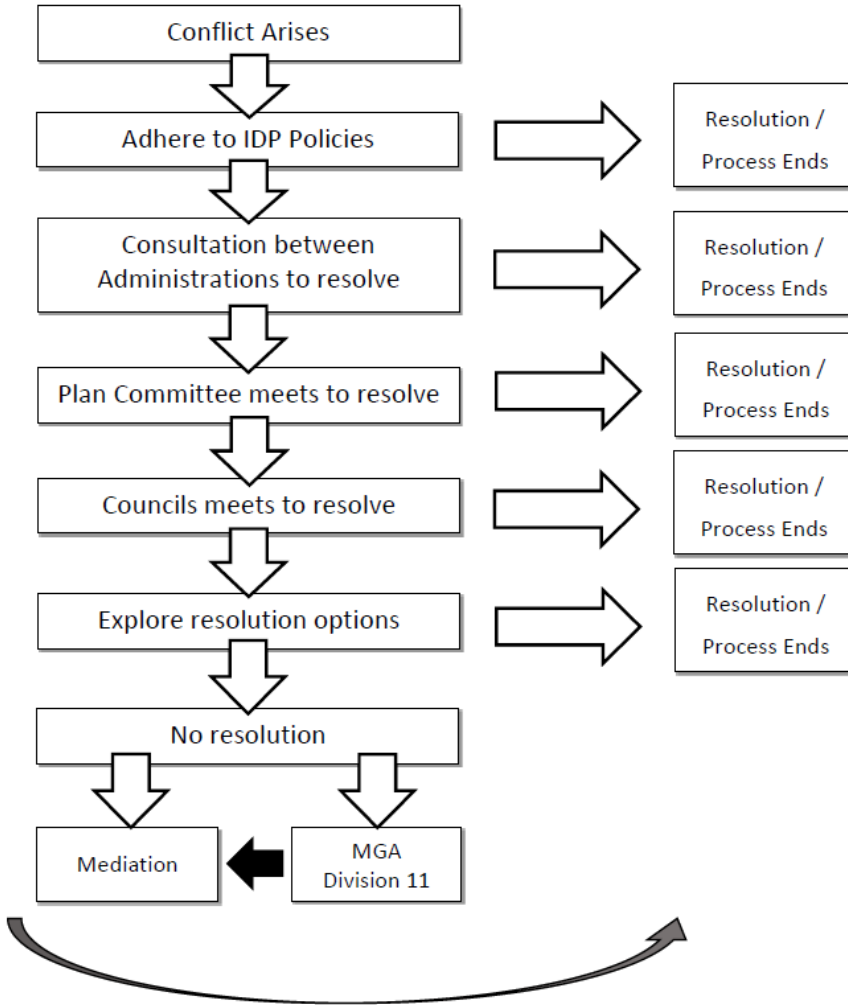 Conflict Arises
Adhere to IDP Policies
Resolution /
Process Ends
Consultation between
Administrations to resolve
Resolution /
Process Ends
Plan Committee meets to resolve
Resolution /
Process Ends
Councils meets to resolve
Resolution /
Process Ends
Explore resolution options
Resolution /
Process Ends
No resolution
Mediation
MGA
Division 11